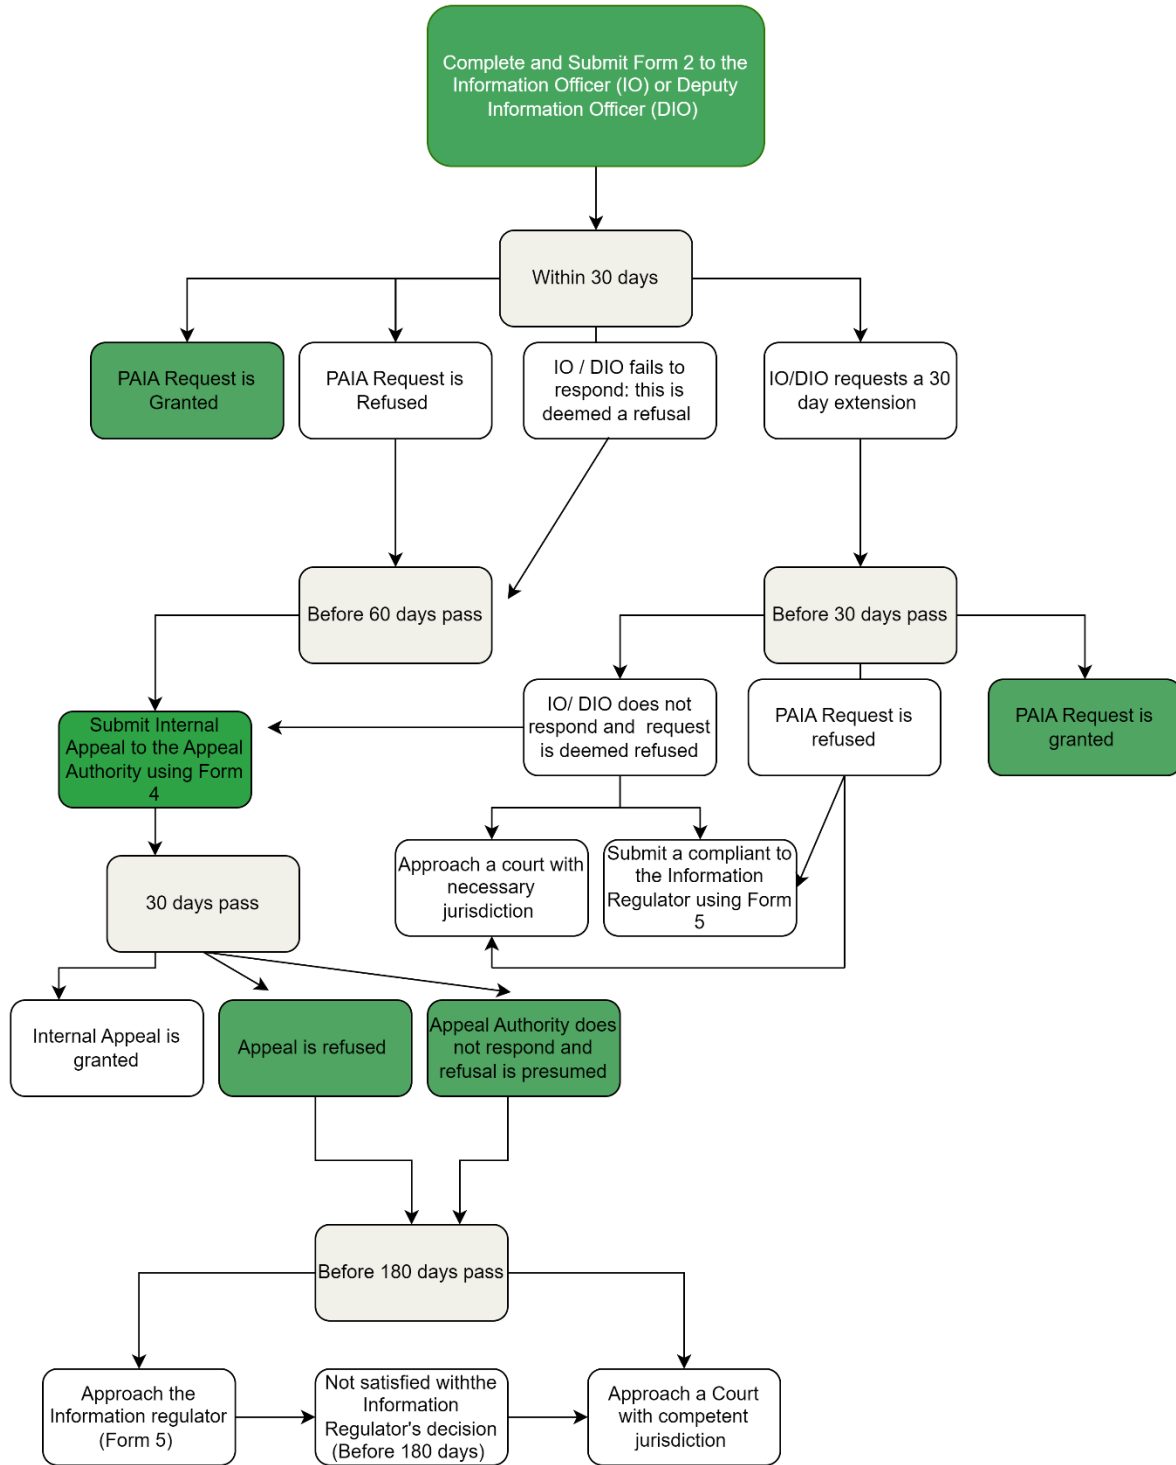 Complete and Submit Form 2 to the
Information Officer (IO) or Deputy
Information Officer (DIO)
Within 30 days
PAIA Request is
Granted
PAIA Request is
Refused
IO / DIO fails to
respond: this is
deemed a refusal
IO/DIO requests a 30
day extension
Before 60 days pass
Before 30 days pass
Submit Internal
Appeal to the Appeal
Authority using Form
4
IO/ DIO does not
respond and request
is deemed refused
PAIA Request is
refused
PAIA Request is
granted
Approach a court with
necessary
jurisdiction
Submit a compliant to
the Information
Regulator using Form
5
30 days pass
Internal Appeal is
granted
Appeal is refused
Appeal Authority does
not respond and
refusal is presumed
Before 180 days pass
Approach the
Information regulator
(Form 5)
Not satisfied withthe
Information
Regulator's decision
(Before 180 days)
Approach a Court
with competent
jurisdiction